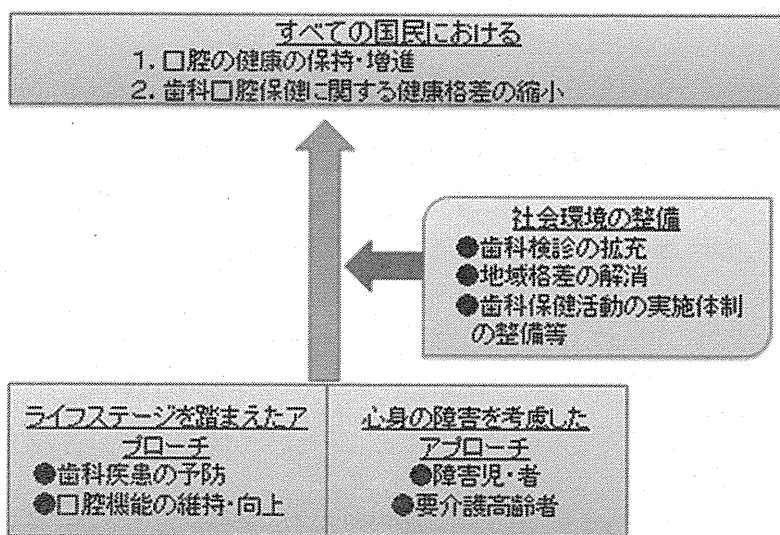 すべての国民における
1. 口腔の健康の保持・増進
2. 歯科口腔保健に関する健康格差の縮小
社会環境の整備
●歯科検診の拡充
●地域格差の解消
●歯科保健活動の実施体制
の整備等
ライフステージを踏まえたア
プローチ
●歯科疾患の予防
●口腔機能の維持・向上
心身の障害を考慮した
アプローチ
●障害児・者
●要介護高齢者